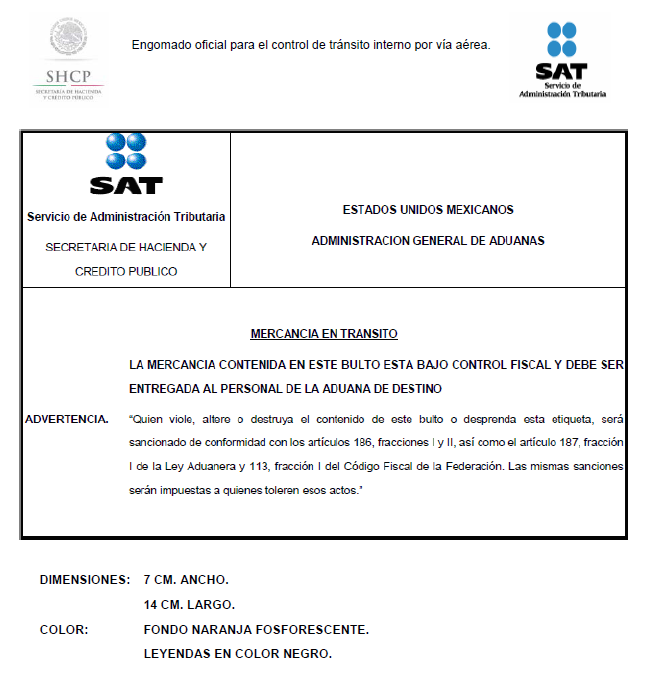 Engomado oficial para el control de tránsito interno por vía aérea.
SHCP
SECRETARÍA DE HACIENDA
Y CRÉDITO PÚBLICO
SAT
Servicio de
Administración Tributaria
SAT
Servicio de Administración Tributaria
SECRETARIA DE HACIENDA Y
CREDITO PUBLICO
ESTADOS UNIDOS MEXICANOS
ADMINISTRACION GENERAL DE ADUANAS
MERCANCIA EN TRANSITO
LA MERCANCIA CONTENIDA EN ESTE BULTO ESTA BAJO CONTROL FISCAL Y DEBE SER
ENTREGADA AL PERSONAL DE LA ADUANA DE DESTINO
ADVERTENCIA. “Quien viole, altere o destruya el contenido de este bulto o desprenda esta etiqueta, será
sancionado de conformidad con los artículos 186, fracciones I y II, así como el artículo 187, fracción
I de la Ley Aduanera y 113, fracción I del Código Fiscal de la Federación. Las mismas sanciones
serán impuestas a quienes toleren esos actos.”
DIMENSIONES: 7 CM. ANCHO.
14 CM. LARGO.
COLOR: FONDO NARANJA FOSFORESCENTE.
LEYENDAS EN COLOR NEGRO.